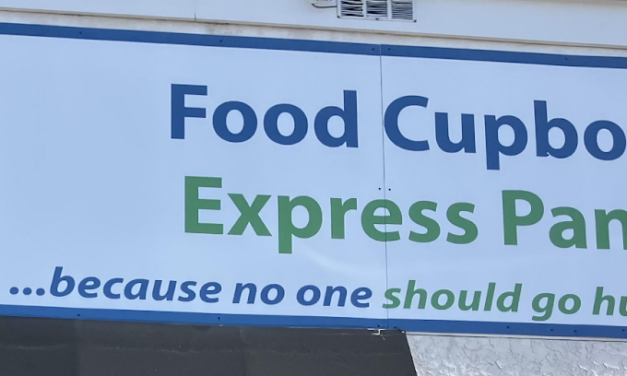 Food Cupbo
Express Pan
...because no one should go hu